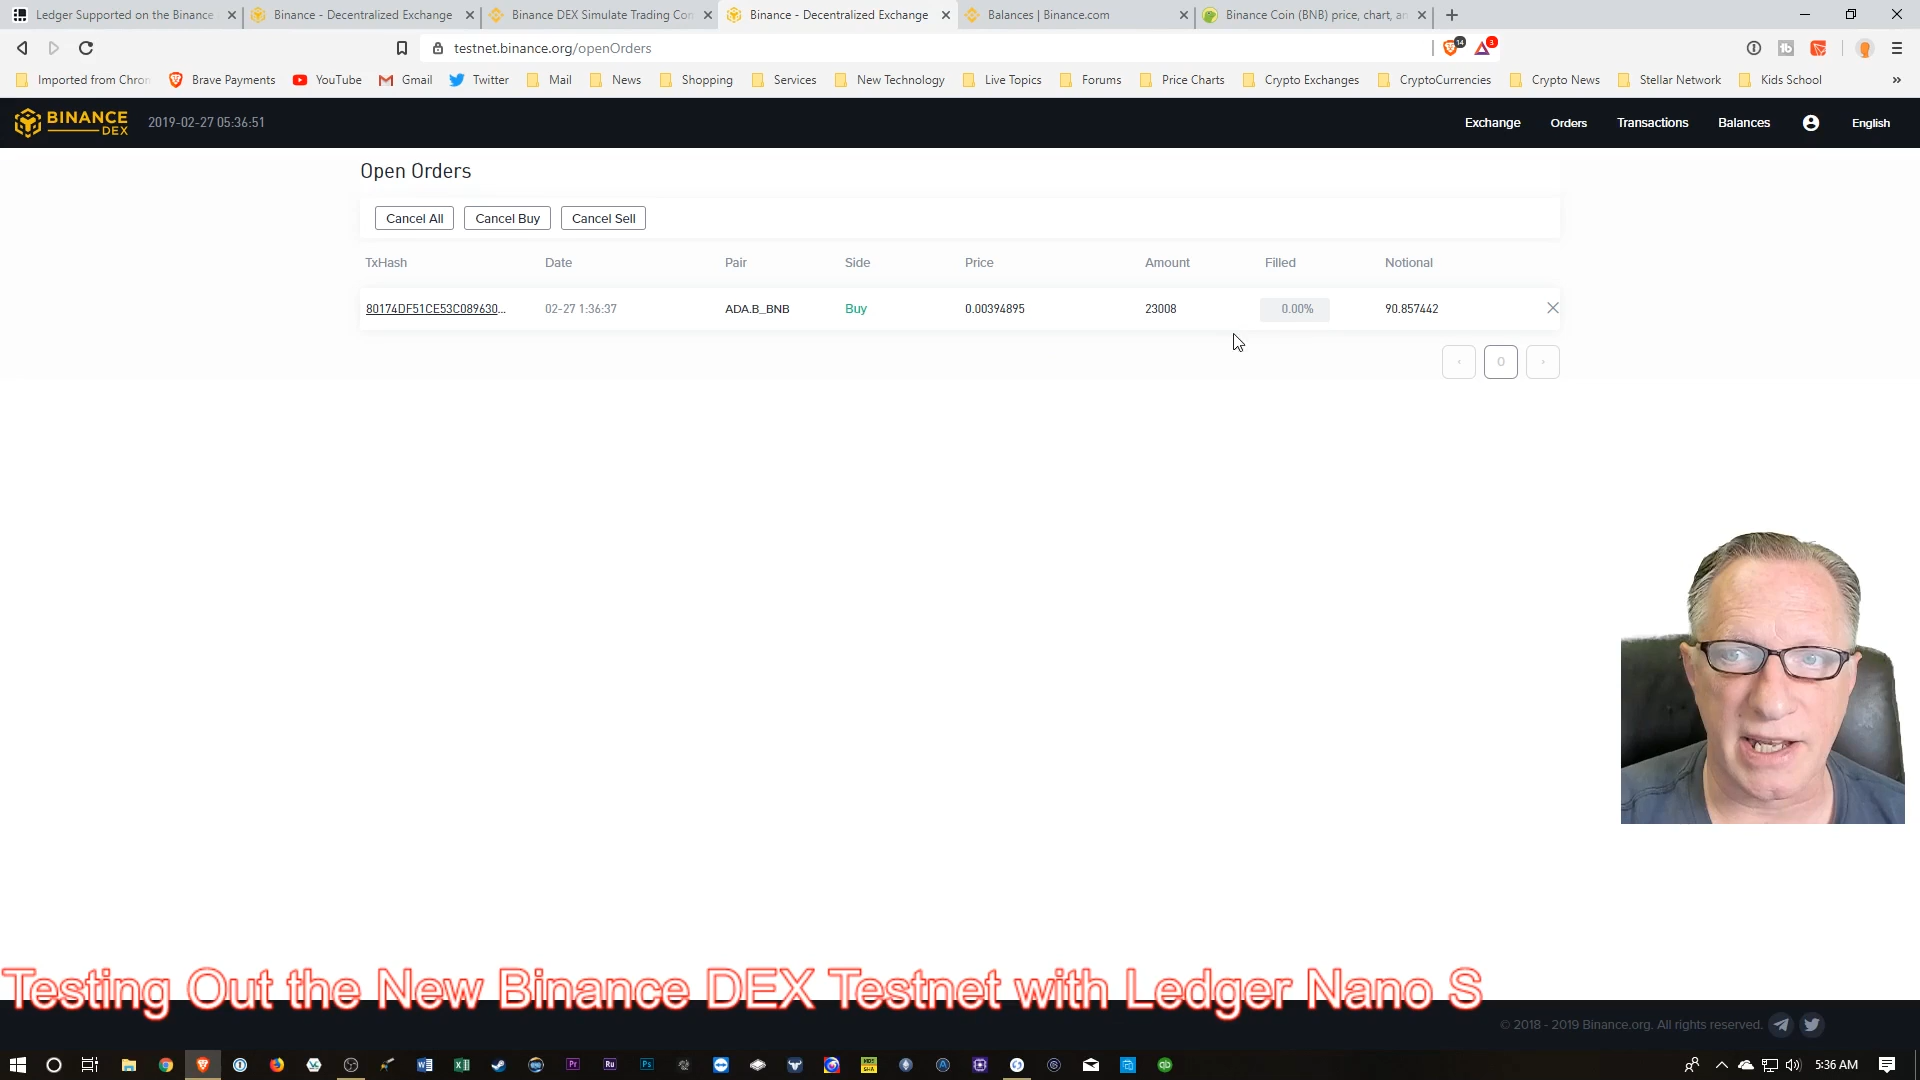 Ledger Supported on the Binance
Binance - Decentralized Exchange
Binance DEX Simulate Trading Con
Binance - Decentralized Exchange
Balances | Binance.com
Binance Coin (BNB) price, chart, an
testnet.binance.org/openOrders
14
3
Imported from Chron
Brave Payments
YouTube
Gmail
Twitter
Mail
News
Shopping
Services
New Technology
Live Topics
Forums
Price Charts
Crypto Exchanges
CryptoCurrencies
Crypto News
Stellar Network
Kids School
BINANCE
DEX
2019-02-27 05:36:51
Exchange
Orders
Transactions
Balances
English
Open Orders
Cancel All
Cancel Buy
Cancel Sell
TxHash Date Pair Side Price Amount Filled Notional
80174DF51CE53C089630... 02-27 1:36:37 ADA.B_BNB Buy 0.00394895 23008 0.00% 90.857442
0
Testing Out the New Binance DEX Testnet with Ledger Nano S
© 2018 - 2019 Binance.org. All rights reserved.
5:36 AM